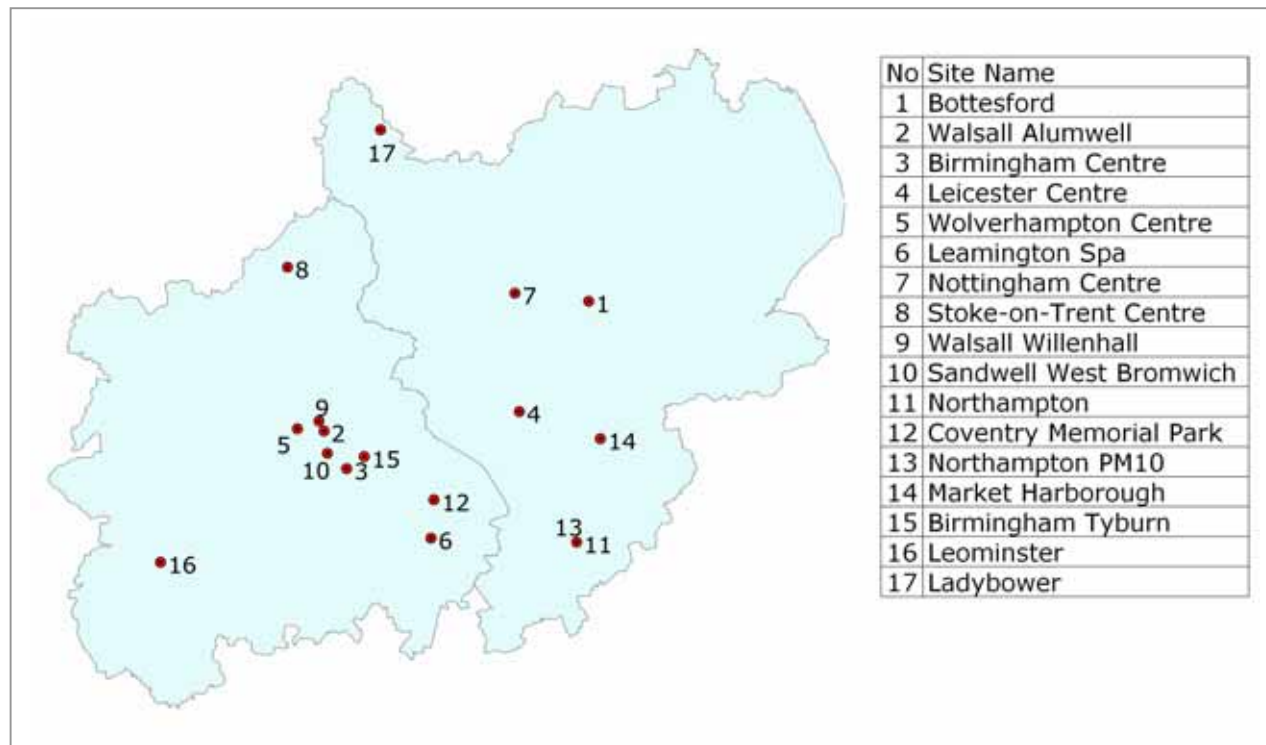 17
8
7
1
9
5
2
4
10
15
3
14
12
13
6
11
16
No Site Name
1 Bottesford
2 Walsall Alumwell
3 Birmingham Centre
4 Leicester Centre
5 Wolverhampton Centre
6 Leamington Spa
7 Nottingham Centre
8 Stoke-on-Trent Centre
9 Walsall Willenhall
10 Sandwell West Bromwich
11 Northampton
12 Coventry Memorial Park
13 Northampton PM10
14 Market Harborough
15 Birmingham Tyburn
16 Leominster
17 Ladybower